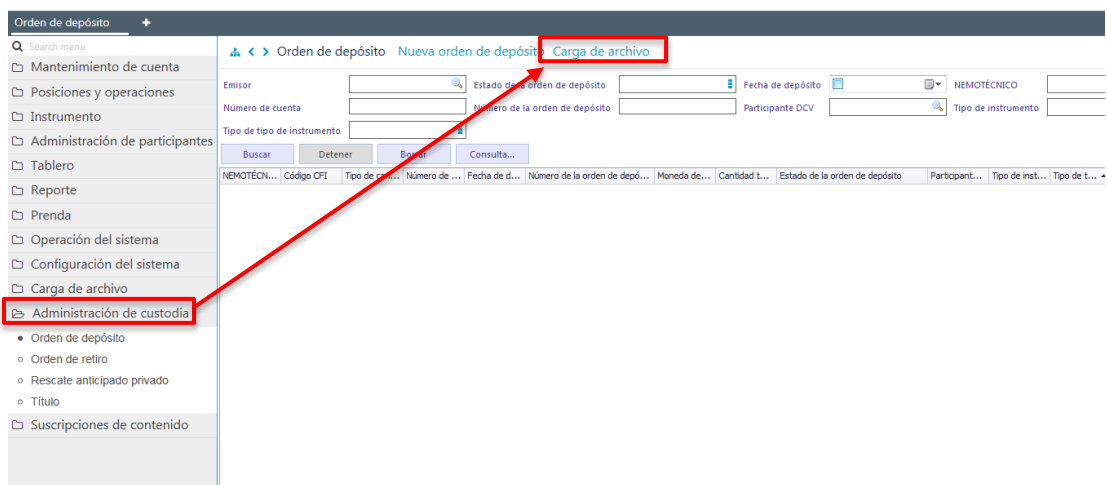 Orden de depósito +
Search menu
Mantenimiento de cuenta
Posiciones y operaciones
Instrumento
Administración de participantes
Tablero
Reporte
Prenda
Operación del sistema
Configuración del sistema
Carga de archivo
Administración de custodia
Orden de depósito
Orden de retiro
Rescate anticipado privado
Título
Suscripciones de contenido
Orden de depósito Nueva orden de depósito Carga de archivo
Emisor Estado de la orden de depósito Fecha de depósito NEMOTÉCNICO
Número de cuenta Número de la orden de depósito Participante DCV Tipo de instrumento
Tipo de tipo de instrumento
Buscar Detener Borrar Consulta...
NEMOTÉCN... Código CFI Tipo de can... Número de ... Fecha de d... Número de la orden de depó... Moneda de... Cantidad t... Estado de la orden de depósito Participant... Tipo de inst... Tipo de t...